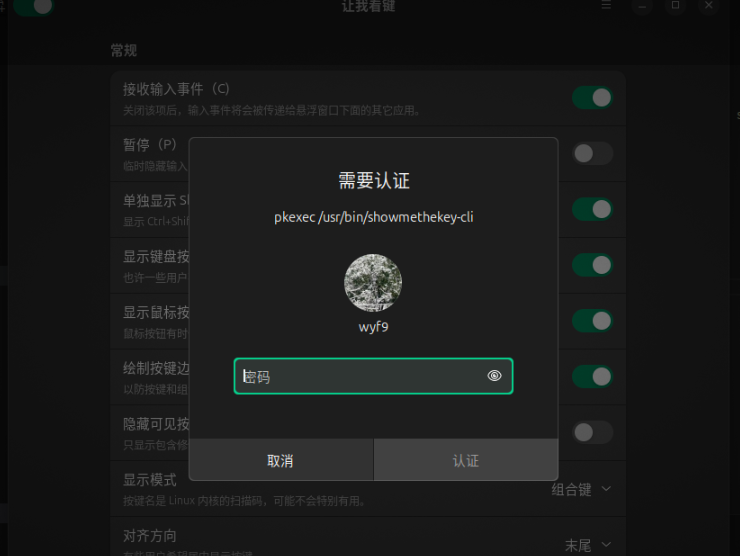 让我看键
常规
接收输入事件（C）
关闭该项后，输入事件将会被传递给悬浮窗口下面的其它应用。
暂停（P）
临时隐藏输入
单独显示 Sh
显示 Ctrl+Shif
显示键盘按
也许一些用户
显示鼠标按
鼠标按钮有时
绘制按键边
以防按键和组
隐藏可见按
只显示包含修
显示模式
按键名是 Linux 内核的扫描码，可能不会特别有用。
组合键
对齐方向
末尾
需要认证
pkexec /usr/bin/showmethekey-cli
wyf9
密码
取消
认证